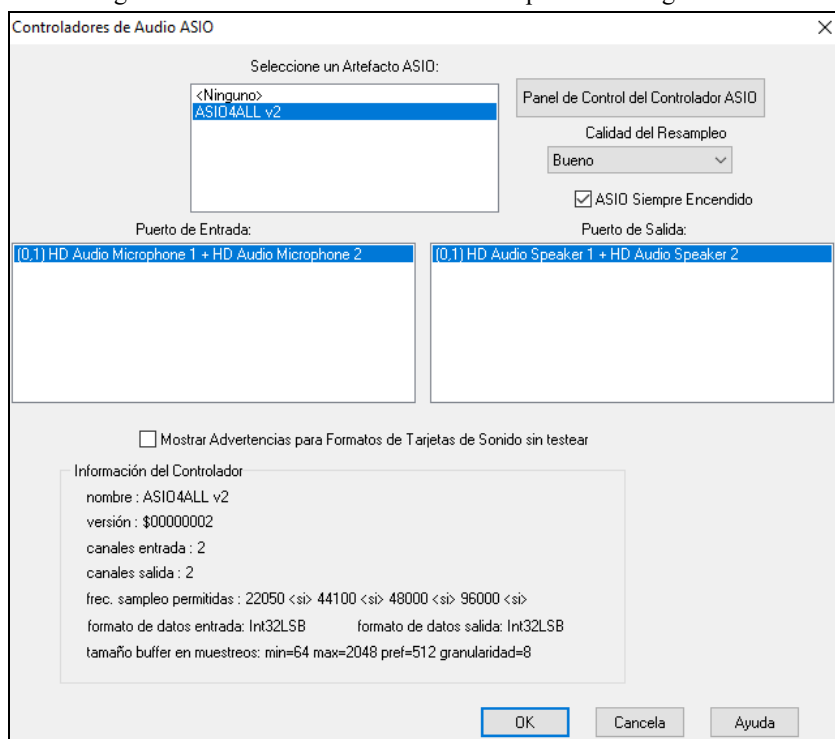 Controladores de Audio ASIO
Seleccione un Artefacto ASIO:
<Ninguno>
ASIO4ALL v2
Panel de Control del Controlador ASIO
Calidad del Resampleo
Bueno
ASIO Siempre Encendido
Puerto de Entrada:
Puerto de Salida:
(0,1) HD Audio Microphone 1 + HD Audio Microphone 2
(0,1) HD Audio Speaker 1 + HD Audio Speaker 2
Mostrar Advertencias para Formatos de Tarjetas de Sonido sin testear
Información del Controlador
nombre : ASIO4ALL v2
versión : $00000002
canales entrada : 2
canales salida : 2
frec. sampleo permitidas : 22050 <si> 44100 <si> 48000 <si> 96000 <si>
formato de datos entrada: Int32LSB formato de datos salida: Int32LSB
tamaño buffer en muestreos: min=64 max=2048 pref=512 granularidad=8
OK Cancela Ayuda